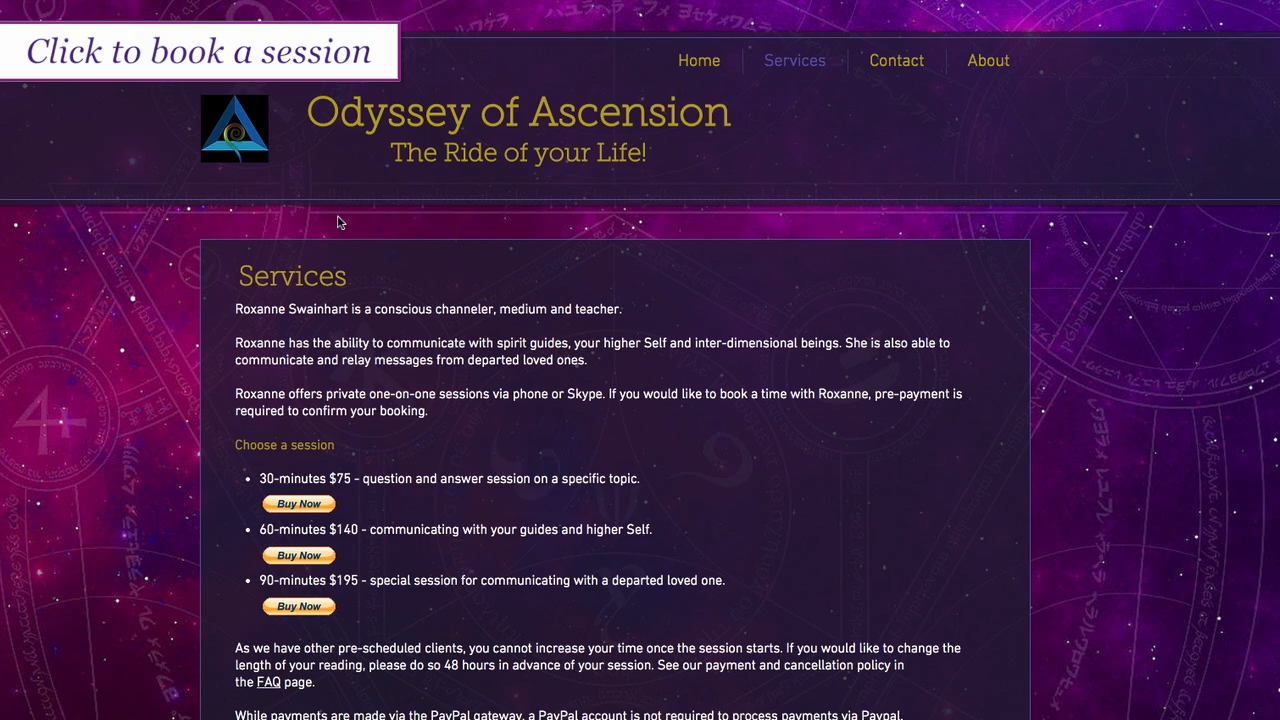 Click to book a session
Home
Services
Contact
About
Odyssey of Ascension
The Ride of your Life!
Services
Roxanne Swainhart is a conscious channeler, medium and teacher.
Roxanne has the ability to communicate with spirit guides, your higher Self and inter-dimensional beings. She is also able to
communicate and relay messages from departed loved ones.
Roxanne offers private one-on-one sessions via phone or Skype. If you would like to book a time with Roxanne, pre-payment is
required to confirm your booking.
Choose a session
• 30-minutes $75 - question and answer session on a specific topic.
Buy Now
• 60-minutes $140 - communicating with your guides and higher Self.
Buy Now
• 90-minutes $195 - special session for communicating with a departed loved one.
Buy Now
As we have other pre-scheduled clients, you cannot increase your time once the session starts. If you would like to change the
length of your reading, please do so 48 hours in advance of your session. See our payment and cancellation policy in
the FAQ page.
While payments are made via the PayPal gateway, a PayPal account is not required to process payments via Paypal.